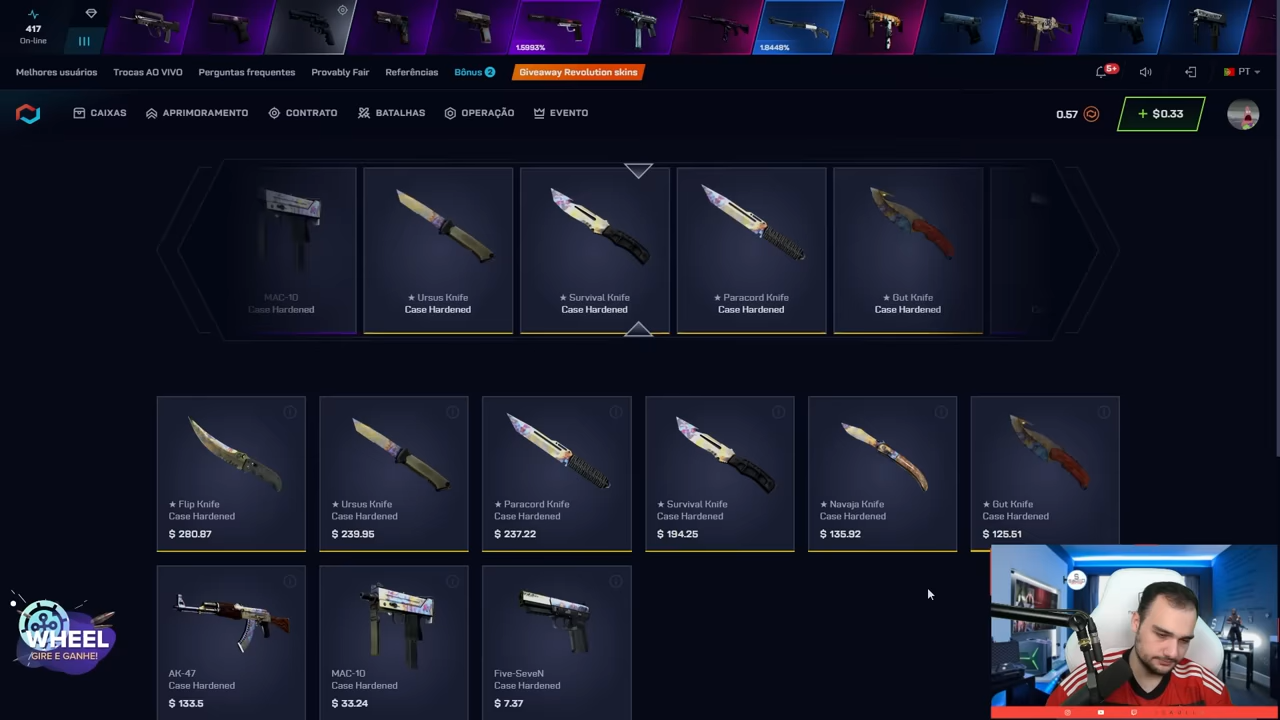 417
On-line
1.5993%
1.8448%
Melhores usuários
Trocas AO VIVO
Perguntas frequentes
Provably Fair
Referências
Bônus 2
Giveaway Revolution skins
5+
PT
CAIXAS
APRIMORAMENTO
CONTRATO
BATALHAS
OPERAÇÃO
EVENTO
0.57
+ $0.33
MAC-10
Case Hardened
★ Ursus Knife
Case Hardened
★ Survival Knife
Case Hardened
★ Paracord Knife
Case Hardened
★ Gut Knife
Case Hardened
★ Flip Knife
Case Hardened
$ 280.87
★ Ursus Knife
Case Hardened
$ 239.95
★ Paracord Knife
Case Hardened
$ 237.22
★ Survival Knife
Case Hardened
$ 194.25
★ Navaja Knife
Case Hardened
$ 135.92
★ Gut Knife
Case Hardened
$ 125.51
AK-47
Case Hardened
$ 133.5
MAC-10
Case Hardened
$ 33.24
Five-SeveN
Case Hardened
$ 7.37
WHEEL
GIRE E GANHE!